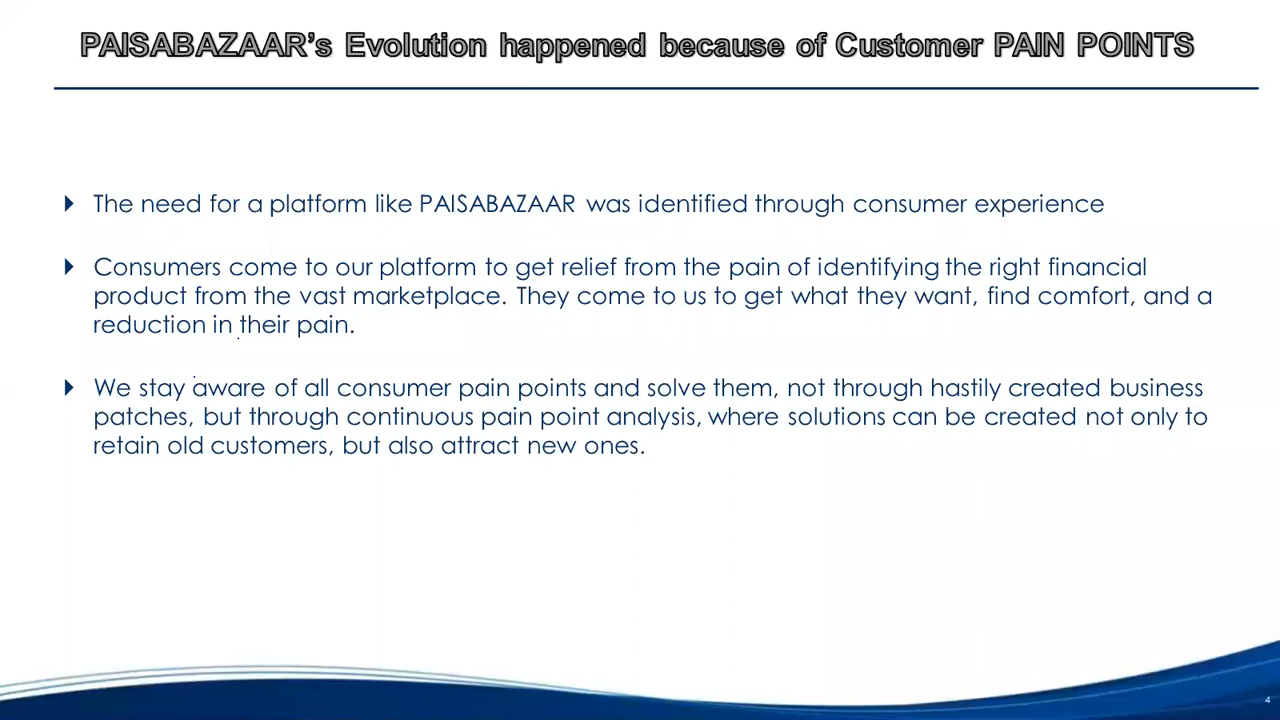 PAISABAZAAR's Evolution happened because of Customer PAIN POINTS
The need for a platform like PAISABAZAAR was identified through consumer experience
Consumers come to our platform to get relief from the pain of identifying the right financial
product from the vast marketplace. They come to us to get what they want, find comfort, and a
reduction in their pain.
We stay aware of all consumer pain points and solve them, not through hastily created business
patches, but through continuous pain point analysis, where solutions can be created not only to
retain old customers, but also attract new ones.
4